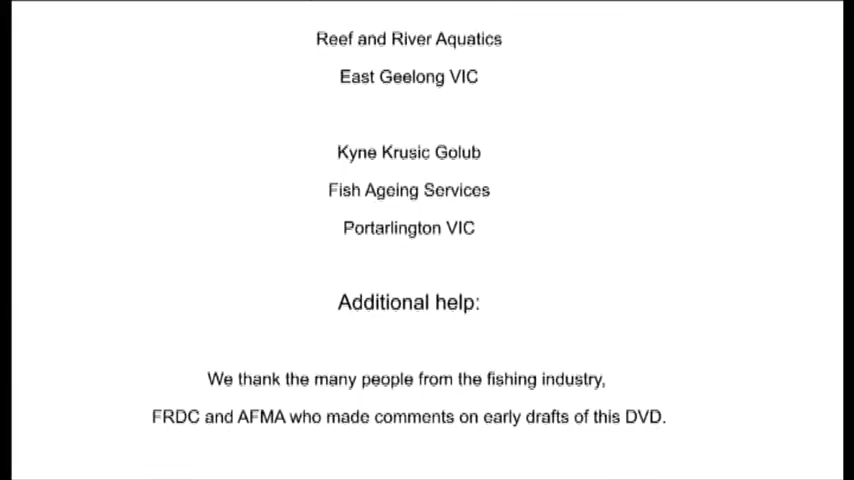 Reef and River Aquatics
East Geelong VIC
Kyne Krusic Golub
Fish Ageing Services
Portarlington VIC
Additional help:
We thank the many people from the fishing industry,
FRDC and AFMA who made comments on early drafts of this DVD.